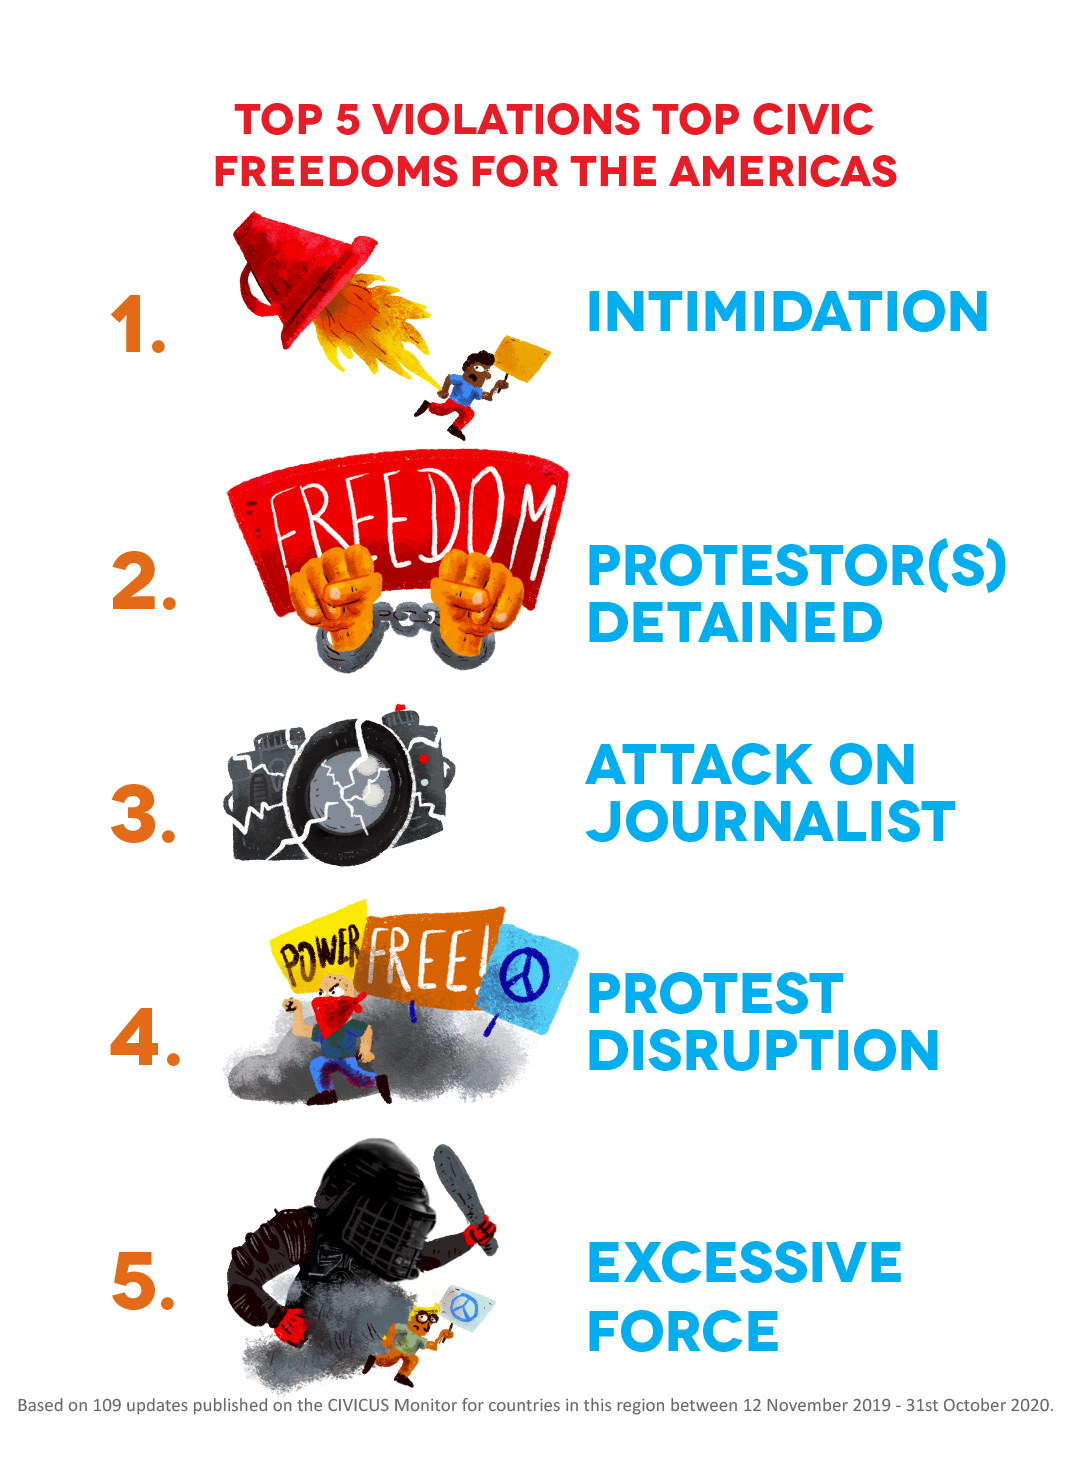 TOP 5 VIOLATIONS TOP CIVIC
FREEDOMS FOR THE AMERICAS
1.
INTIMIDATION
FREEDOM
2.
PROTESTOR(S)
DETAINED
3.
ATTACK ON
JOURNALIST
POWER
FREE!
4.
PROTEST
DISRUPTION
5.
EXCESSIVE
FORCE
Based on 109 updates published on the CIVICUS Monitor for countries in this region between 12 November 2019 - 31st October 2020.